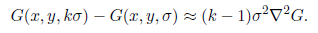 G(x, y, kσ) − G(x, y, σ) ≈ (k − 1)σ²∇²G.